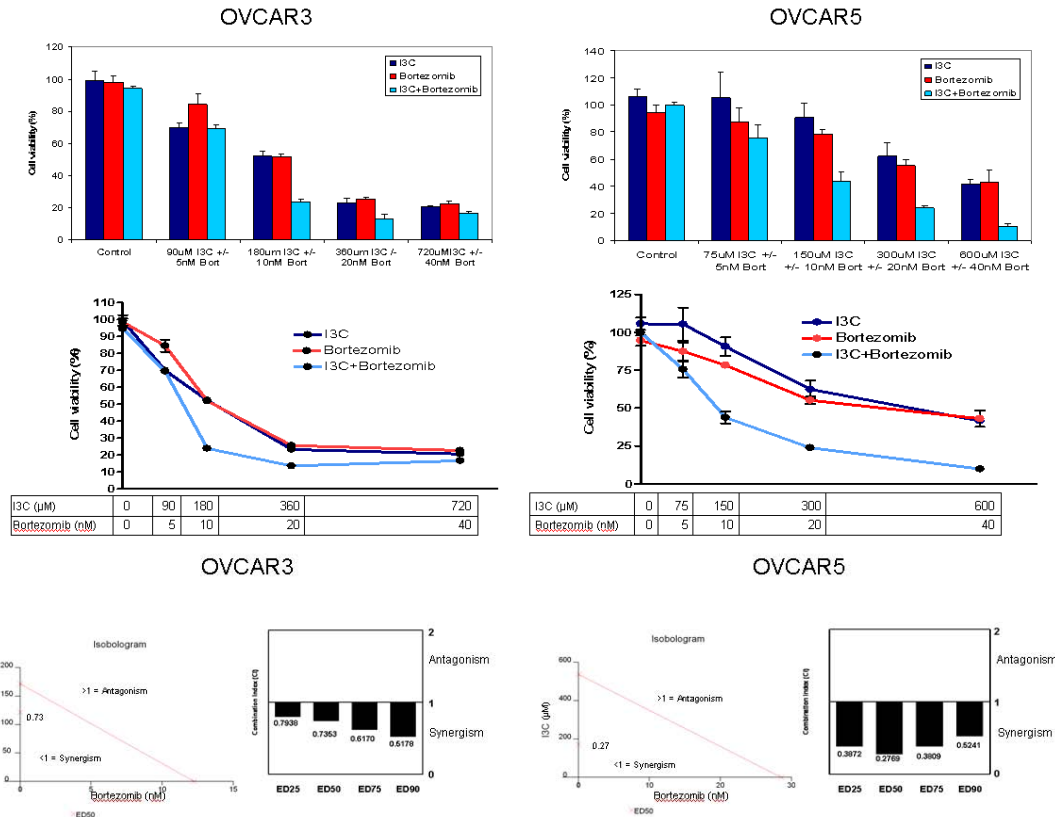 OVCAR3
120
100
80
60
40
20
0
Cell viability (%)
I3C
Bortezomib
I3C+Bortezomib
Control
90uM I3C +/-
5nM Bort
180um I3C +/-
10nM Bort
360um I3C /-
20nM Bort
720uMI3C +/-
40nM Bort
OVCAR5
140
120
100
80
60
40
20
0
Cell viability (%)
I3C
Bortezomib
I3C+Bortezomib
Control
75uM I3C +/-
5nM Bort
150uM I3C
+/- 10nM Bort
300uM I3C
+/- 20nM Bort
600uM I3C
+/- 40nM Bort
110
100
90
80
70
60
50
40
30
20
10
0
Cell viability (%)
I3C
Bortezomib
I3C+Bortezomib
I3C (µM) 0 90 180 360 720
Bortezomib (nM) 0 5 10 20 40
125
100
75
50
25
0
Cell viability (%)
I3C
Bortezomib
I3C+Bortezomib
I3C (µM) 0 75 150 300 600
Bortezomib (nM) 0 5 10 20 40
OVCAR3
Isobologram
200
150
100
50
0
>1 = Antagonism
0.73
<1 = Synergism
0 5 10 15
Bortezomib (nM)
ED50
Combination Index (CI)
2
Antagonism
1
Synergism
0
0.7938
0.7353
0.6170
0.5178
ED25 ED50 ED75 ED90
OVCAR5
Isobologram
600
400
200
0
I3C (µM)
>1 = Antagonism
0.27
<1 = Synergism
0 10 20 30
Bortezomib (nM)
ED50
Combination Index (CI)
2
Antagonism
1
Synergism
0
0.3872
0.2769
0.3809
0.5241
ED25 ED50 ED75 ED90